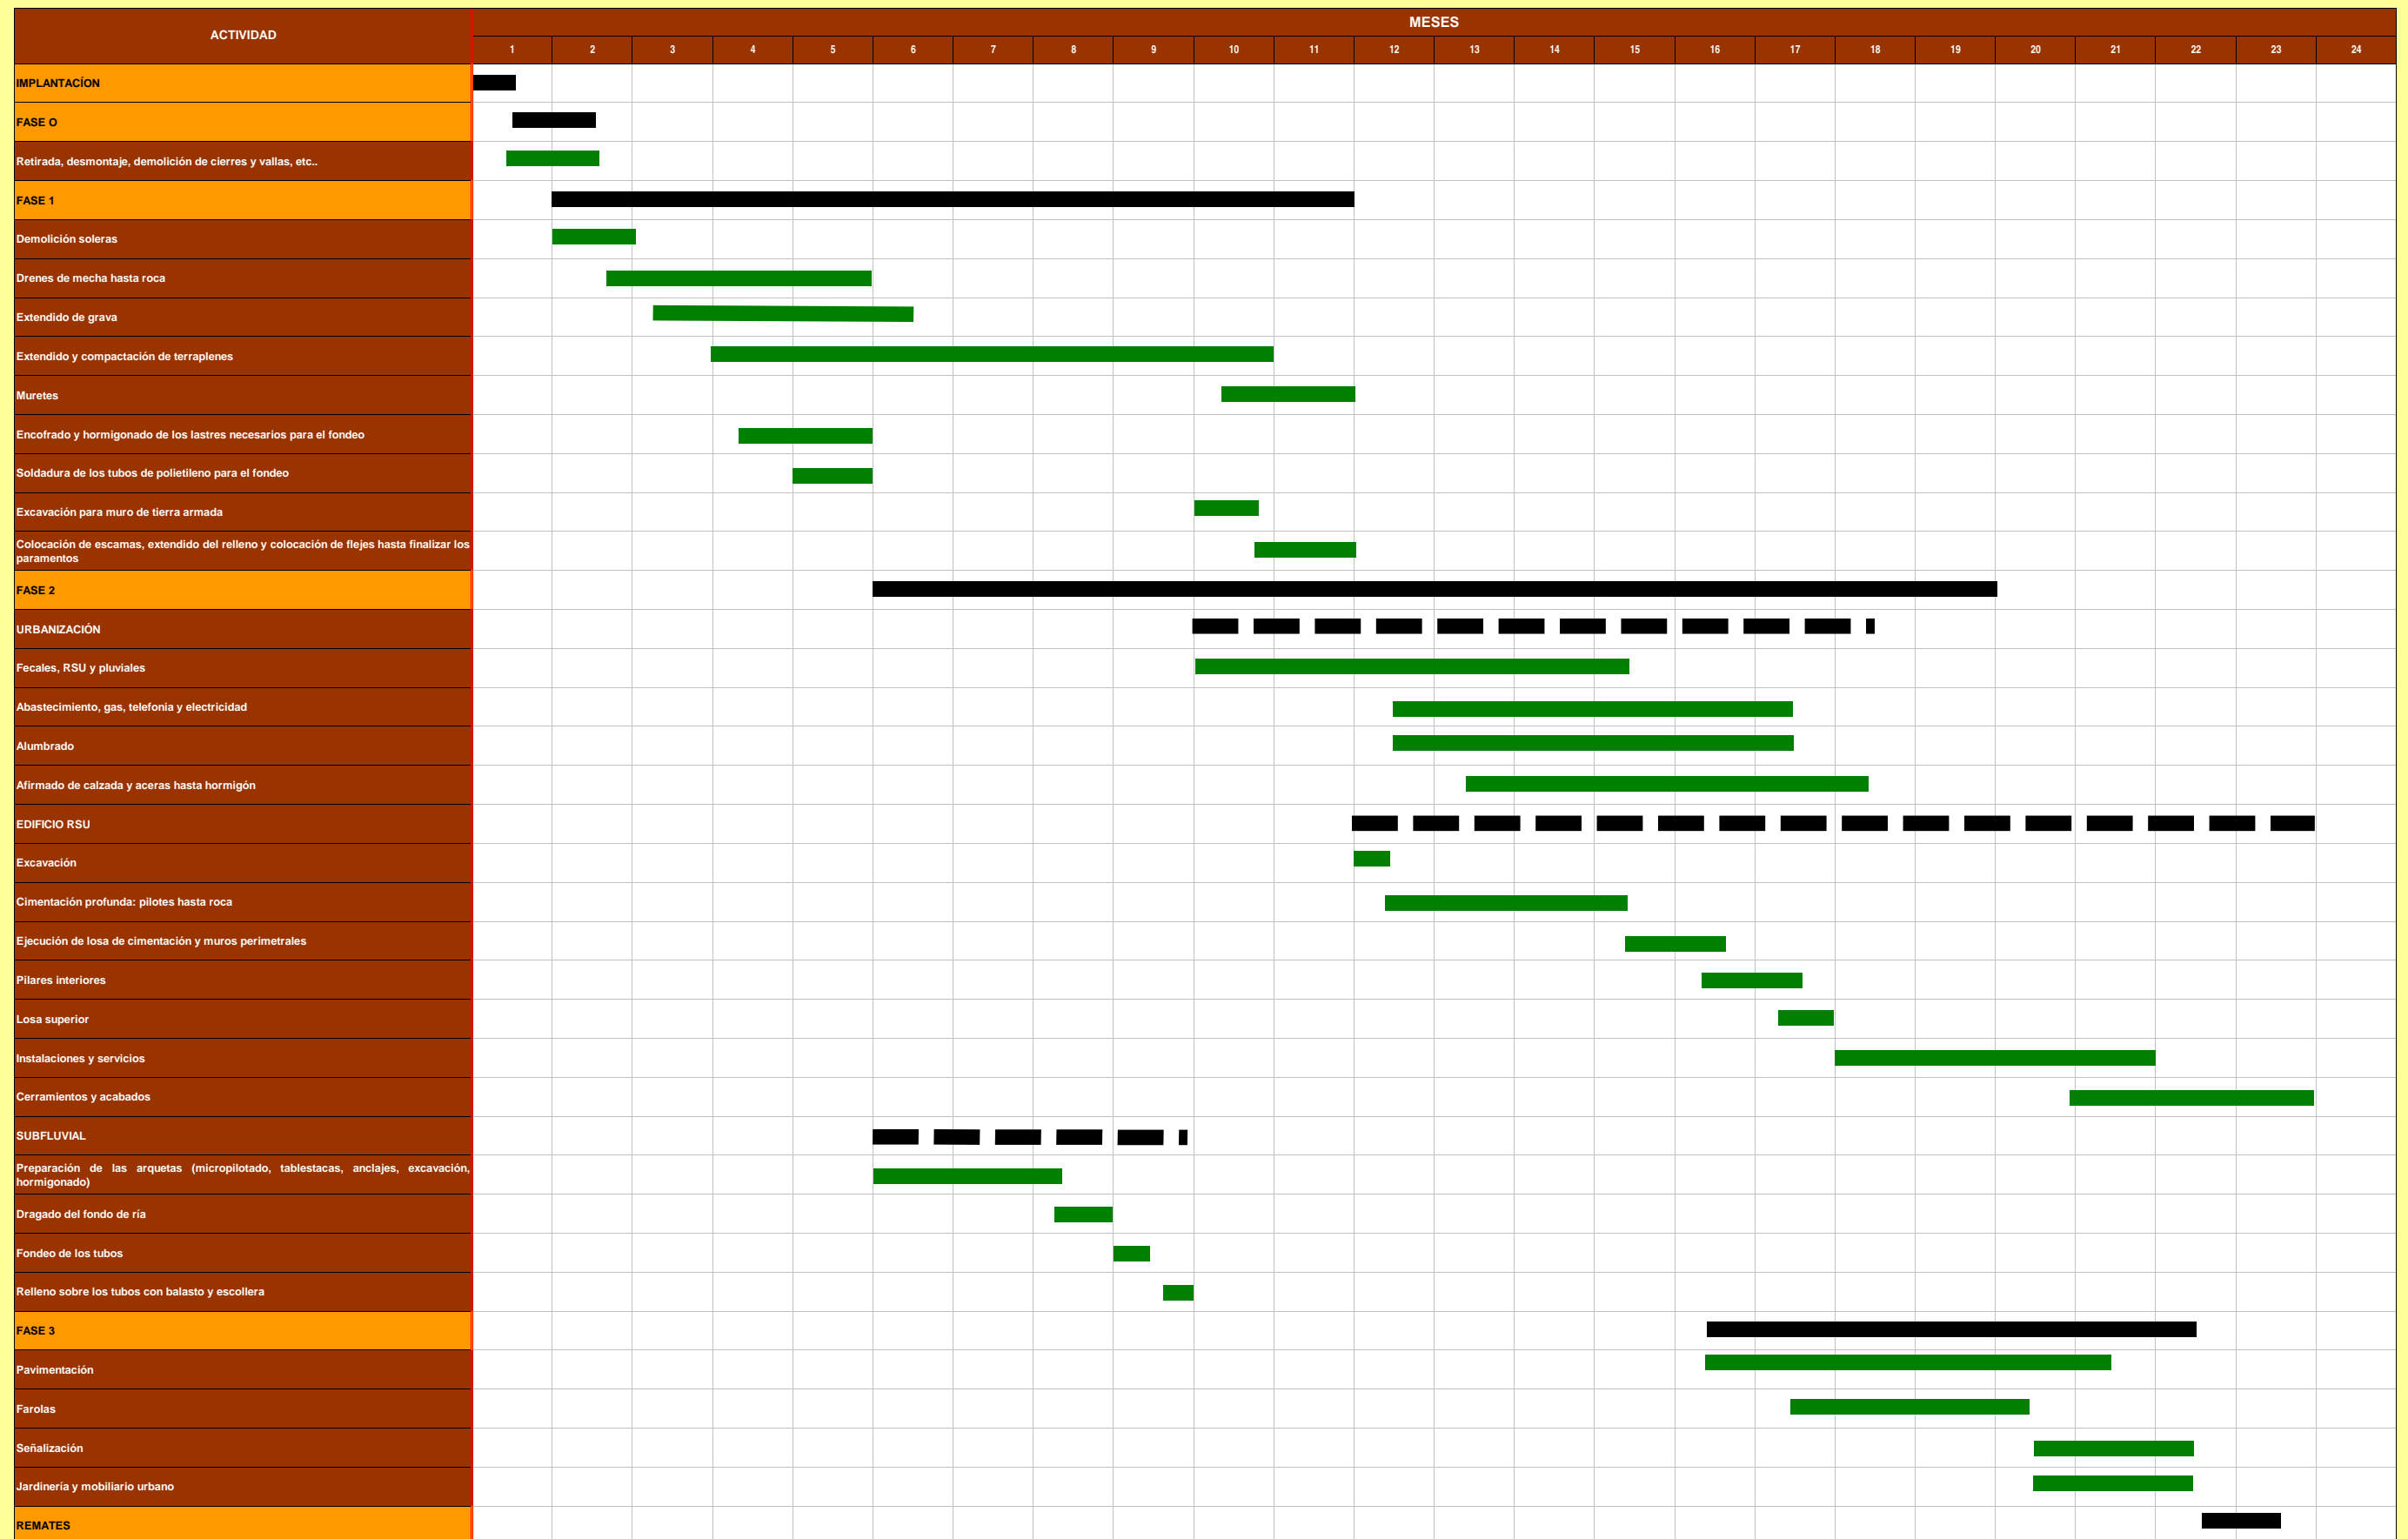 ACTIVIDAD
MESES
1 2 3 4 5 6 7 8 9 10 11 12 13 14 15 16 17 18 19 20 21 22 23 24
IMPLANTACÍON
FASE O
Retirada, desmontaje, demolición de cierres y vallas, etc..
FASE 1
Demolición soleras
Drenes de mecha hasta roca
Extendido de grava
Extendido y compactación de terraplenes
Muretes
Encofrado y hormigonado de los lastres necesarios para el fondeo
Soldadura de los tubos de polietileno para el fondeo
Excavación para muro de tierra armada
Colocación de escamas, extendido del relleno y colocación de flejes hasta finalizar los
paramentos
FASE 2
URBANIZACIÓN
Fecales, RSU y pluviales
Abastecimiento, gas, telefonia y electricidad
Alumbrado
Afirmado de calzada y aceras hasta hormigón
EDIFICIO RSU
Excavación
Cimentación profunda: pilotes hasta roca
Ejecución de losa de cimentación y muros perimetrales
Pilares interiores
Losa superior
Instalaciones y servicios
Cerramientos y acabados
SUBFLUVIAL
Preparación de las arquetas (micropilotado, tablestacas, anclajes, excavación,
hormigonado)
Dragado del fondo de ría
Fondeo de los tubos
Relleno sobre los tubos con balasto y escollera
FASE 3
Pavimentación
Farolas
Señalización
Jardinería y mobiliario urbano
REMATES